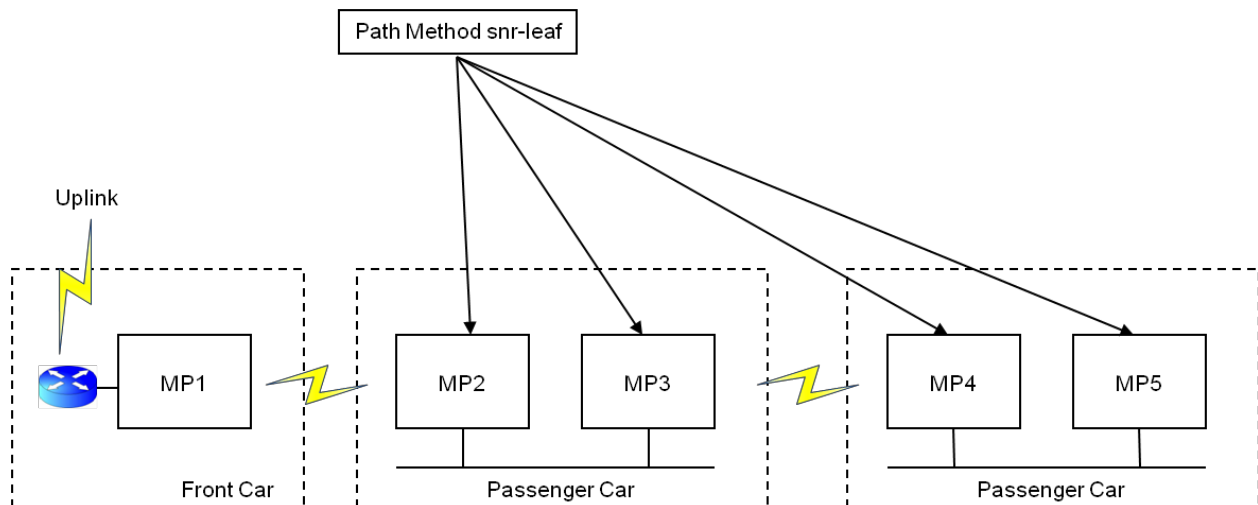 Path Method snr-leaf
Uplink
MP1
MP2
MP3
MP4
MP5
Front Car
Passenger Car
Passenger Car